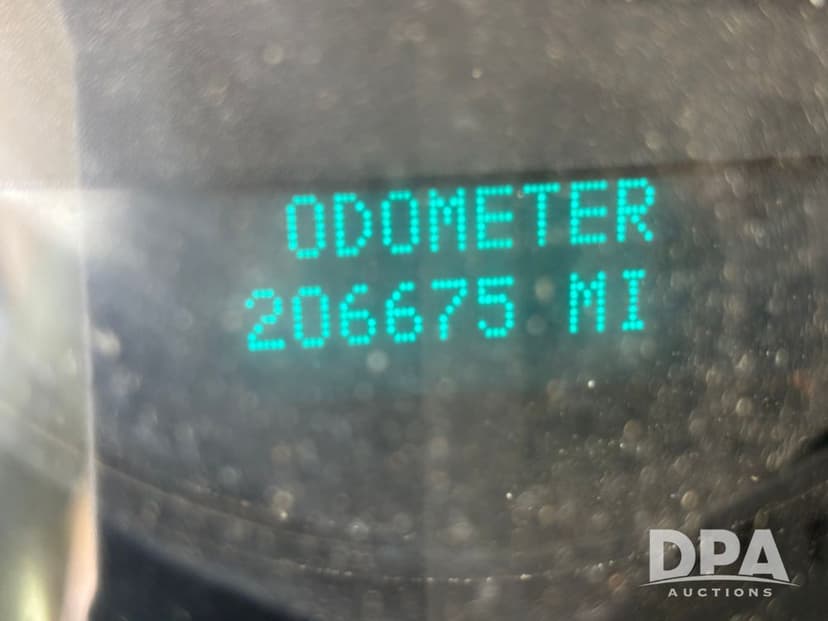 ODOMETER
206675 MI
DPA
AUCTIONS